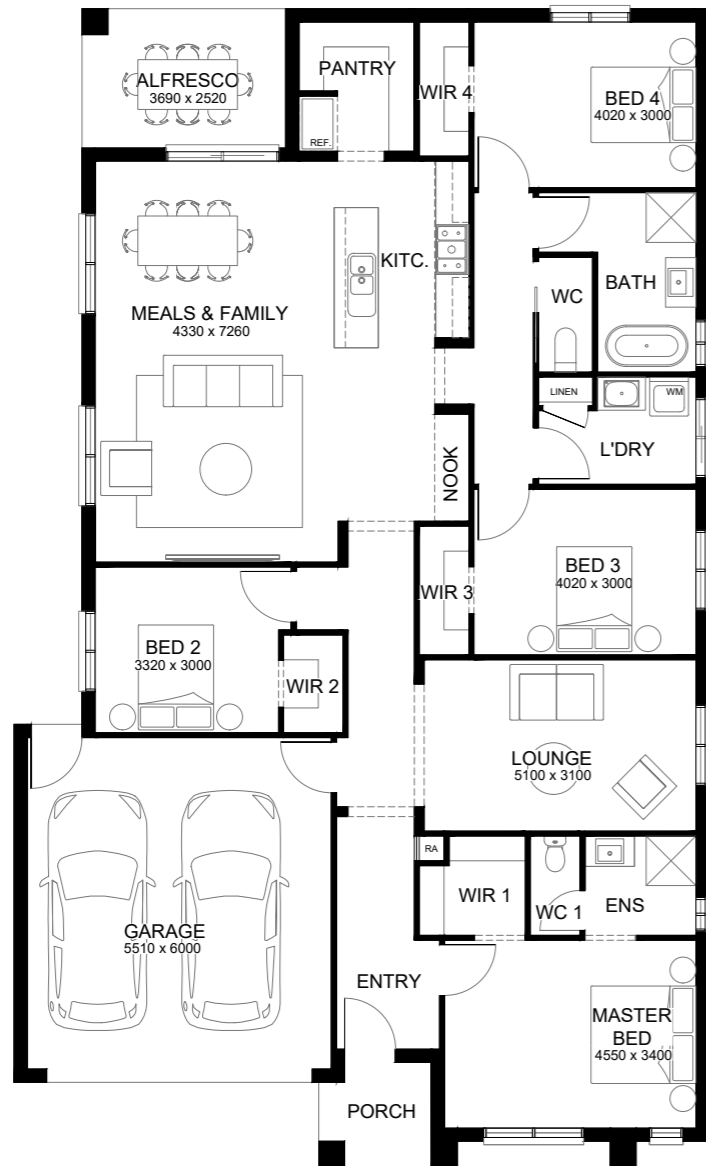 ALFRESCO
3690 x 2520
PANTRY
REF.
WIR 4
BED 4
4020 x 3000
KITC.
WC
BATH
MEALS & FAMILY
4330 x 7260
LINEN
WM
L'DRY
NOOK
BED 3
4020 x 3000
WIR 3
BED 2
3320 x 3000
WIR 2
LOUNGE
5100 x 3100
RA
WIR 1
WC 1
ENS
GARAGE
5510 x 6000
ENTRY
MASTER
BED
4550 x 3400
PORCH